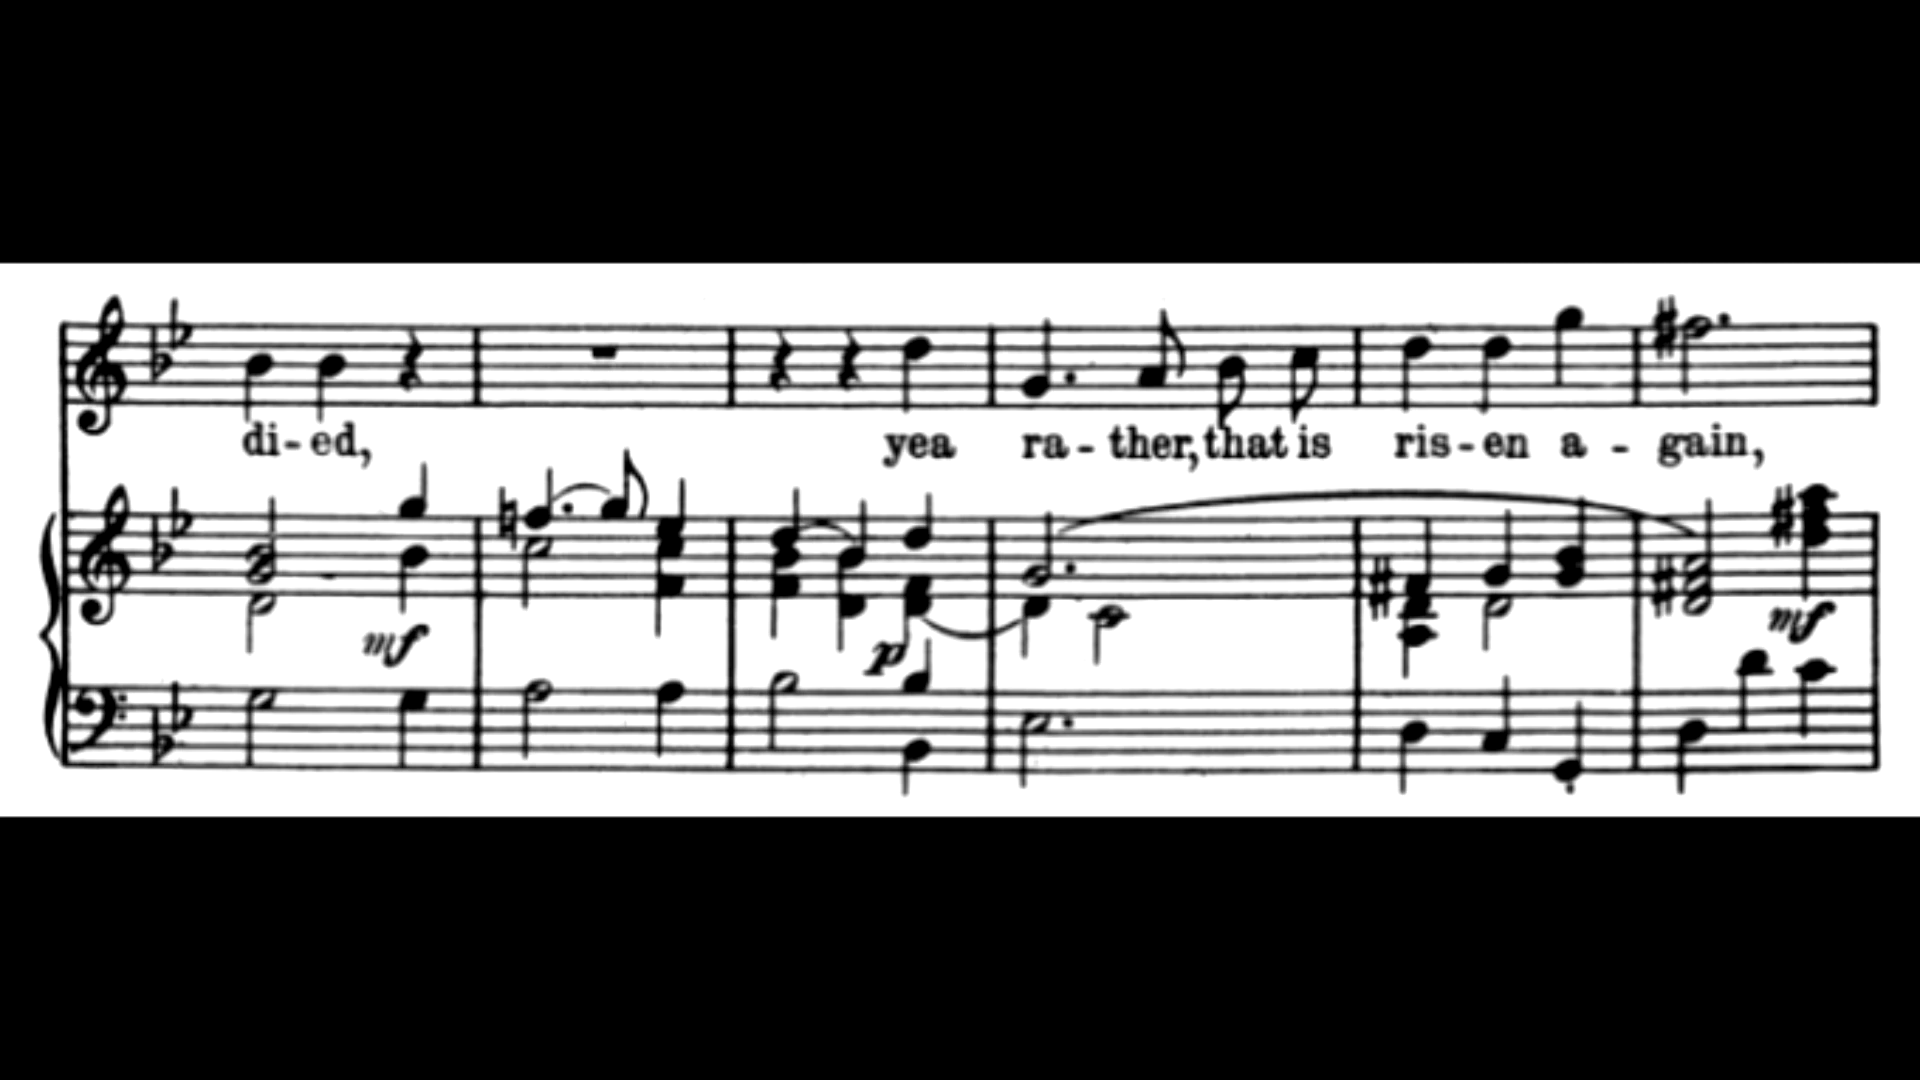 di-ed, yea ra-ther, that is ris-en a-gain,
mf p mf